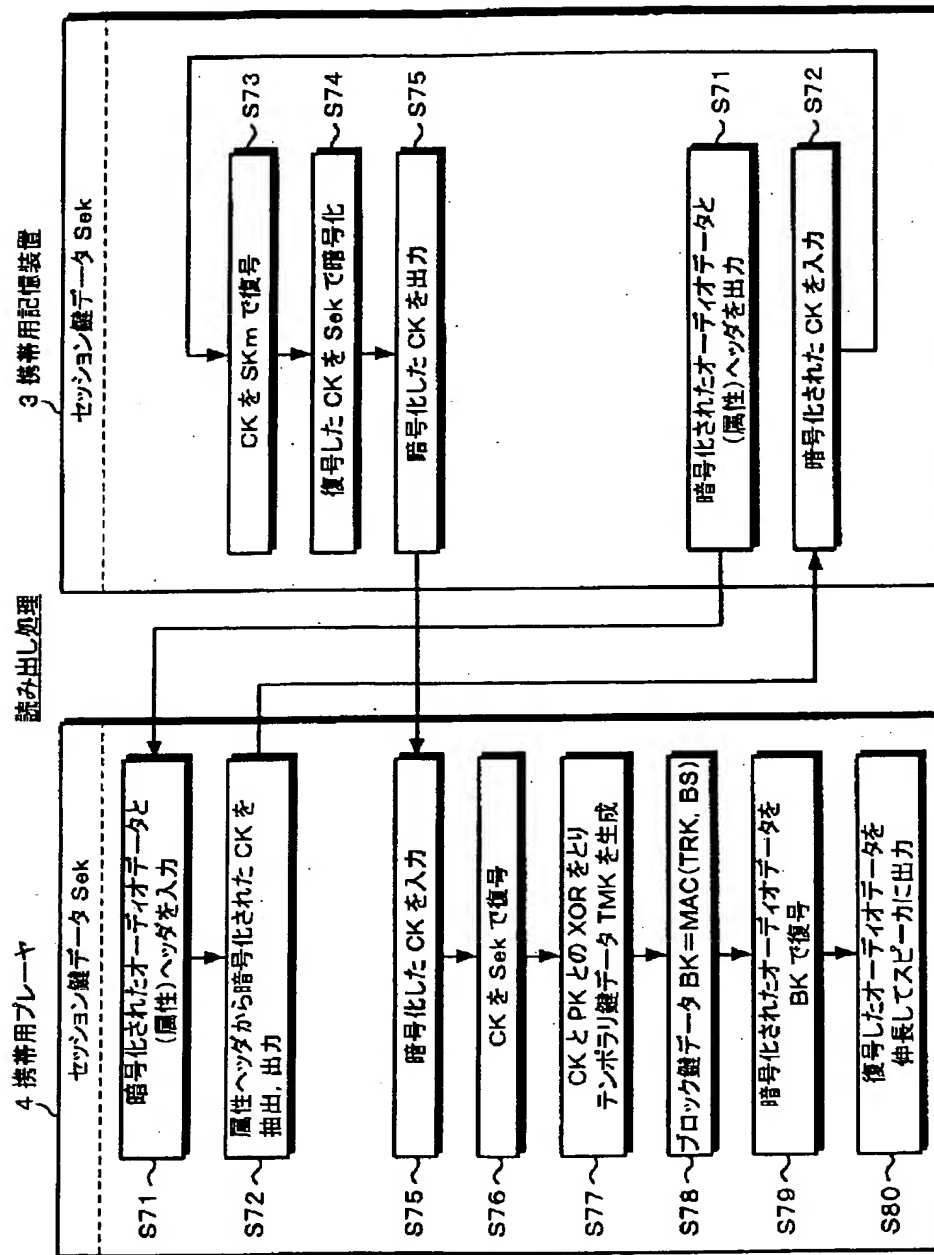 読み出し処理
4 携帯用プレーヤ
セッション鍵データ Sek
S71
暗号化されたオーディオデータと
(属性)ヘッダを入力
S72
属性ヘッダから暗号化された CK を
抽出, 出力
S75
暗号化した CK を入力
S76
CK を Sek で復号
S77
CK と PK との XOR をとり
テンポラリ鍵データ TMK を生成
S78
ブロック鍵データ BK=MAC(TRK, BS)
S79
暗号化されたオーディオデータを
BK で復号
S80
復号したオーディオデータを
伸長してスピーカに出力
3 携帯用記憶装置
セッション鍵データ Sek
CK を SKm で復号
S73
復号した CK を Sek で暗号化
S74
暗号化した CK を出力
S75
暗号化されたオーディオデータと
(属性)ヘッダを出力
S71
暗号化された CK を入力
S72